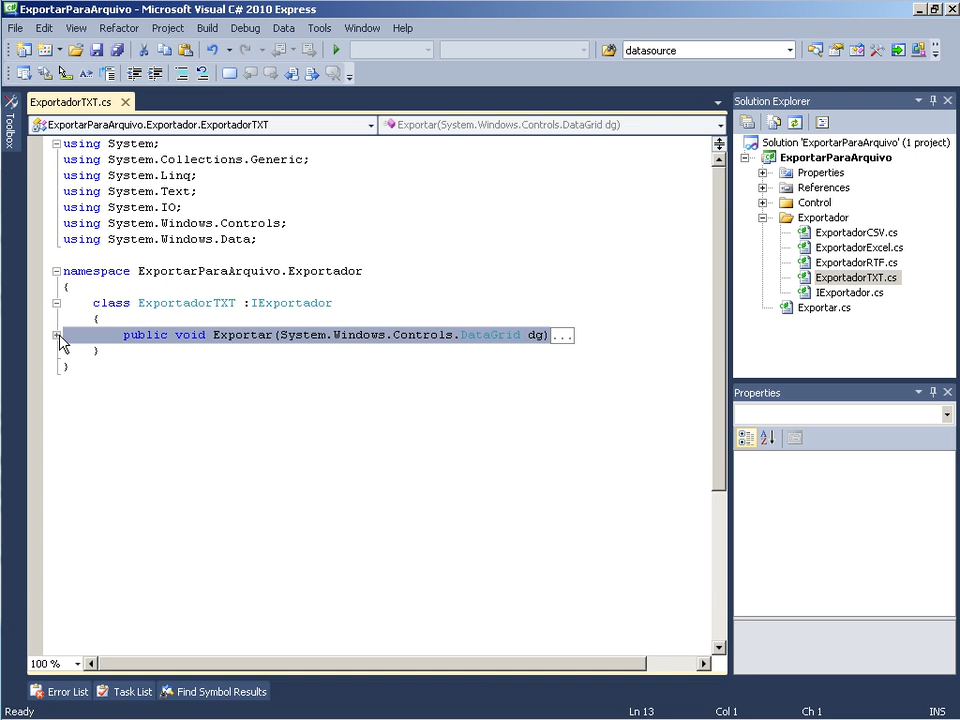 ExportarParaArquivo - Microsoft Visual C# 2010 Express
File Edit View Refactor Project Build Debug Data Tools Window Help
datasource
Toolbox
ExportadorTXT.cs
ExportarParaArquivo.Exportador.ExportadorTXT
Exportar(System.Windows.Controls.DataGrid dg)
using System;
using System.Collections.Generic;
using System.Linq;
using System.Text;
using System.IO;
using System.Windows.Controls;
using System.Windows.Data;
namespace ExportarParaArquivo.Exportador
{
class ExportadorTXT :IExportador
{
public void Exportar(System.Windows.Controls.DataGrid dg)...
}
}
100 %
Solution Explorer
Solution 'ExportarParaArquivo' (1 project)
ExportarParaArquivo
Properties
References
Control
Exportador
ExportadorCSV.cs
ExportadorExcel.cs
ExportadorRTF.cs
ExportadorTXT.cs
IExportador.cs
Exportar.cs
Properties
Error List Task List Find Symbol Results
Ready Ln 13 Col 1 Ch 1 INS